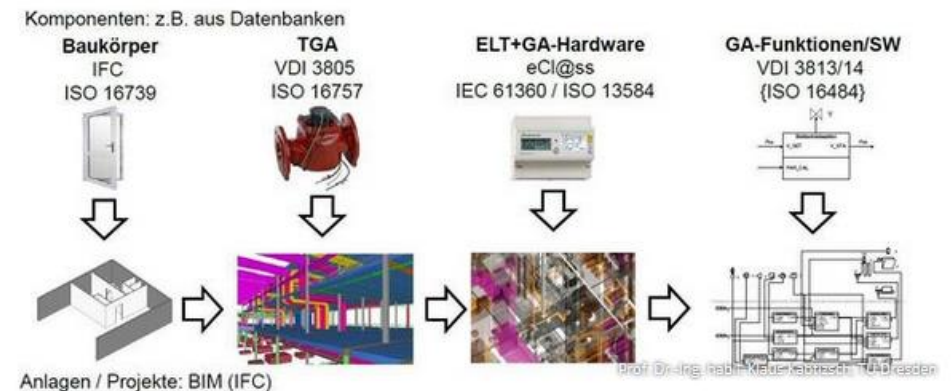 Komponenten: z.B. aus Datenbanken
Baukörper
IFC
ISO 16739
TGA
VDI 3805
ISO 16757
ELT+GA-Hardware
eCl@ss
IEC 61360 / ISO 13584
GA-Funktionen/SW
VDI 3813/14
{ISO 16484}
Anlagen / Projekte: BIM (IFC)
Prof. Dr.-Ing. habil. Klaus Kabitzsch, TU Dresden